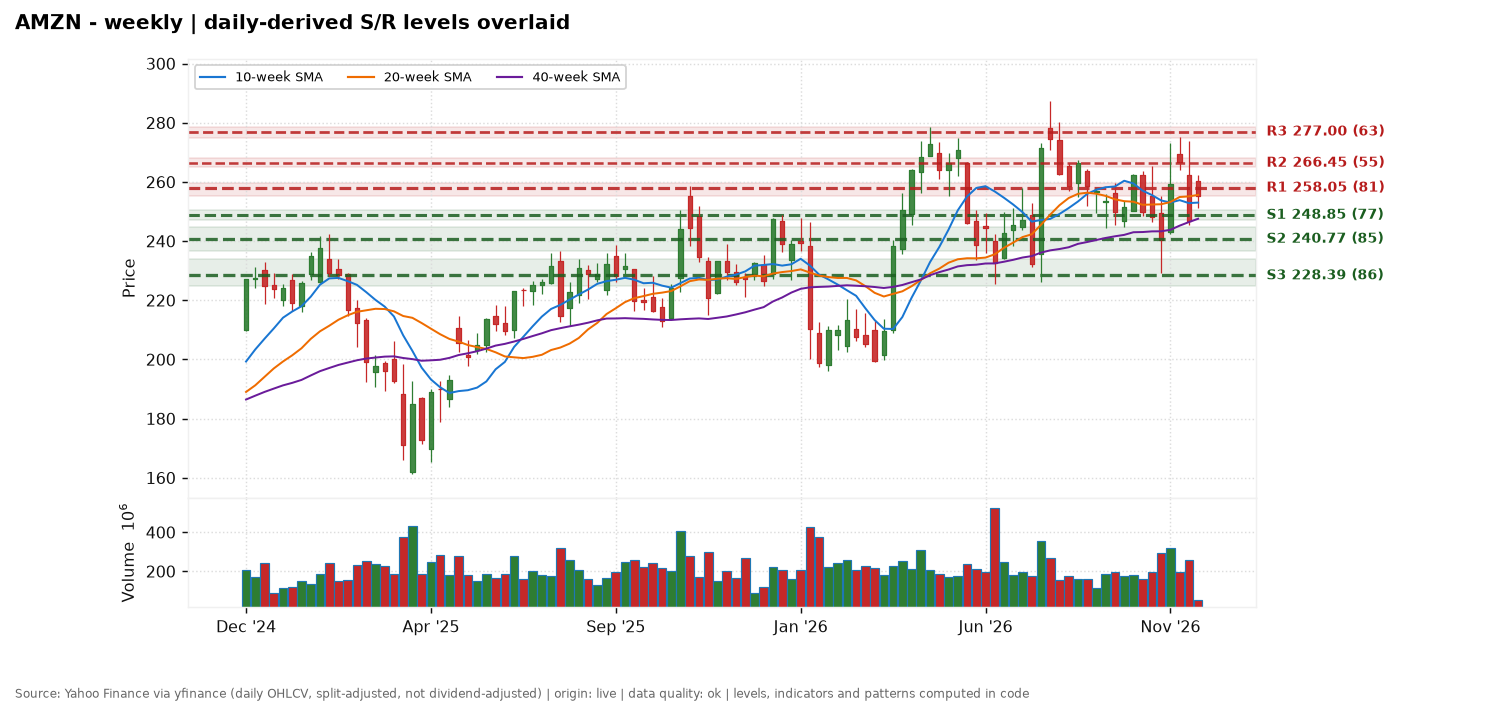 AMZN - weekly | daily-derived S/R levels overlaid
10-week SMA 20-week SMA 40-week SMA
Price
300
280
260
240
220
200
180
160
R3 277.00 (63)
R2 266.45 (55)
R1 258.05 (81)
S1 248.85 (77)
S2 240.77 (85)
S3 228.39 (86)
Volume 10⁶
400
200
Dec '24 Apr '25 Sep '25 Jan '26 Jun '26 Nov '26
Source: Yahoo Finance via yfinance (daily OHLCV, split-adjusted, not dividend-adjusted) | origin: live | data quality: ok | levels, indicators and patterns computed in code